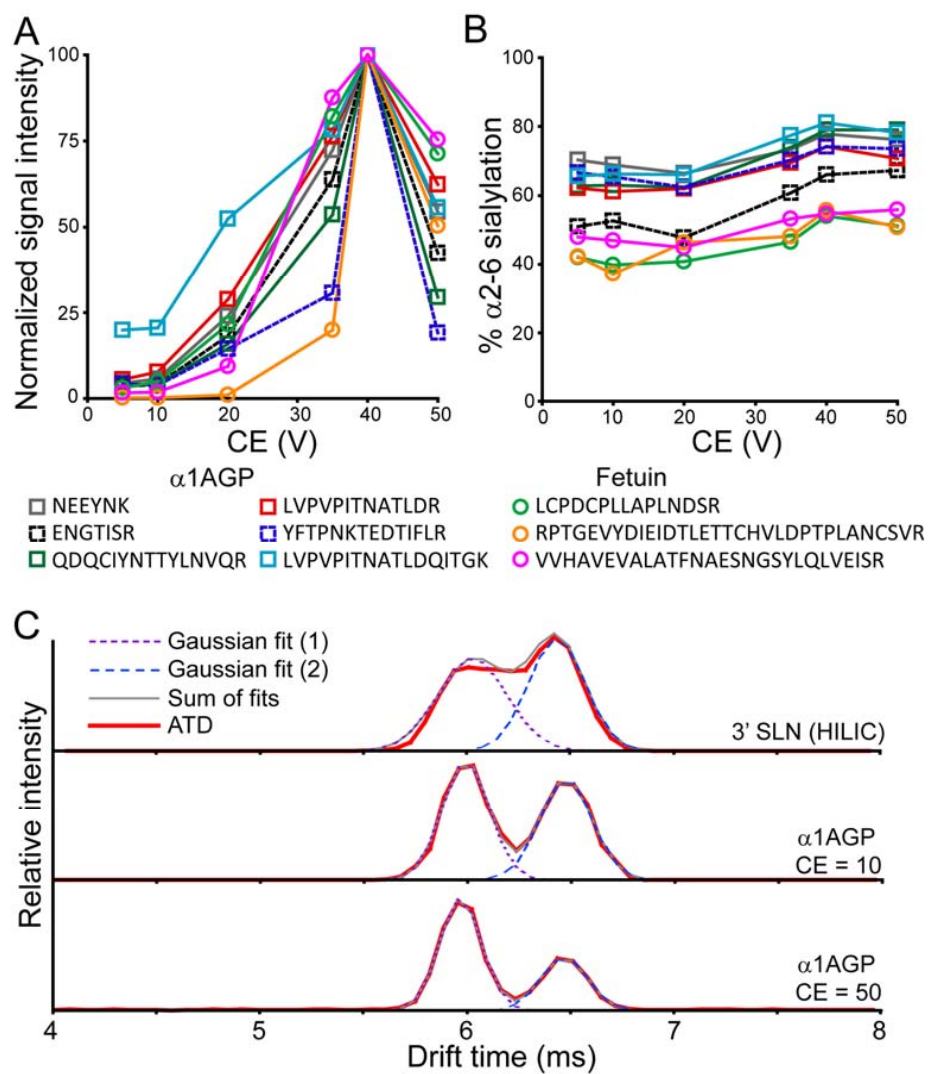 A
B
Normalized signal intensity
100
75
50
25
0
0 10 20 30 40 50
CE (V)
% α2-6 sialylation
100
80
60
40
20
0
0 10 20 30 40 50
CE (V)
α1AGP
Fetuin
NEEYNK
LVPVPITNATLDR
LCPDCPLLAPLNDSR
ENGTISR
YFTPNKTEDTIFLR
RPTGEVYDIEIDTLETTCHVLDPTPLANCSVR
QDQCIYNTTYLNVQR
LVPVPITNATLDQITGK
VVHAVEVALATFNAESNGSYLQLVEISR
C
Gaussian fit (1)
Gaussian fit (2)
Sum of fits
ATD
3' SLN (HILIC)
α1AGP
CE = 10
α1AGP
CE = 50
Relative intensity
4 5 6 7 8
Drift time (ms)